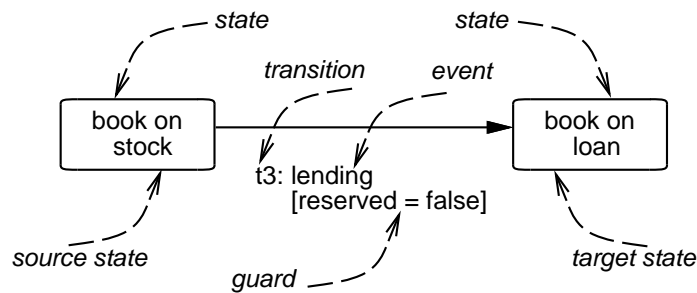 state
state
transition
event
book on
stock
book on
loan
t3: lending
[reserved = false]
source state
target state
guard